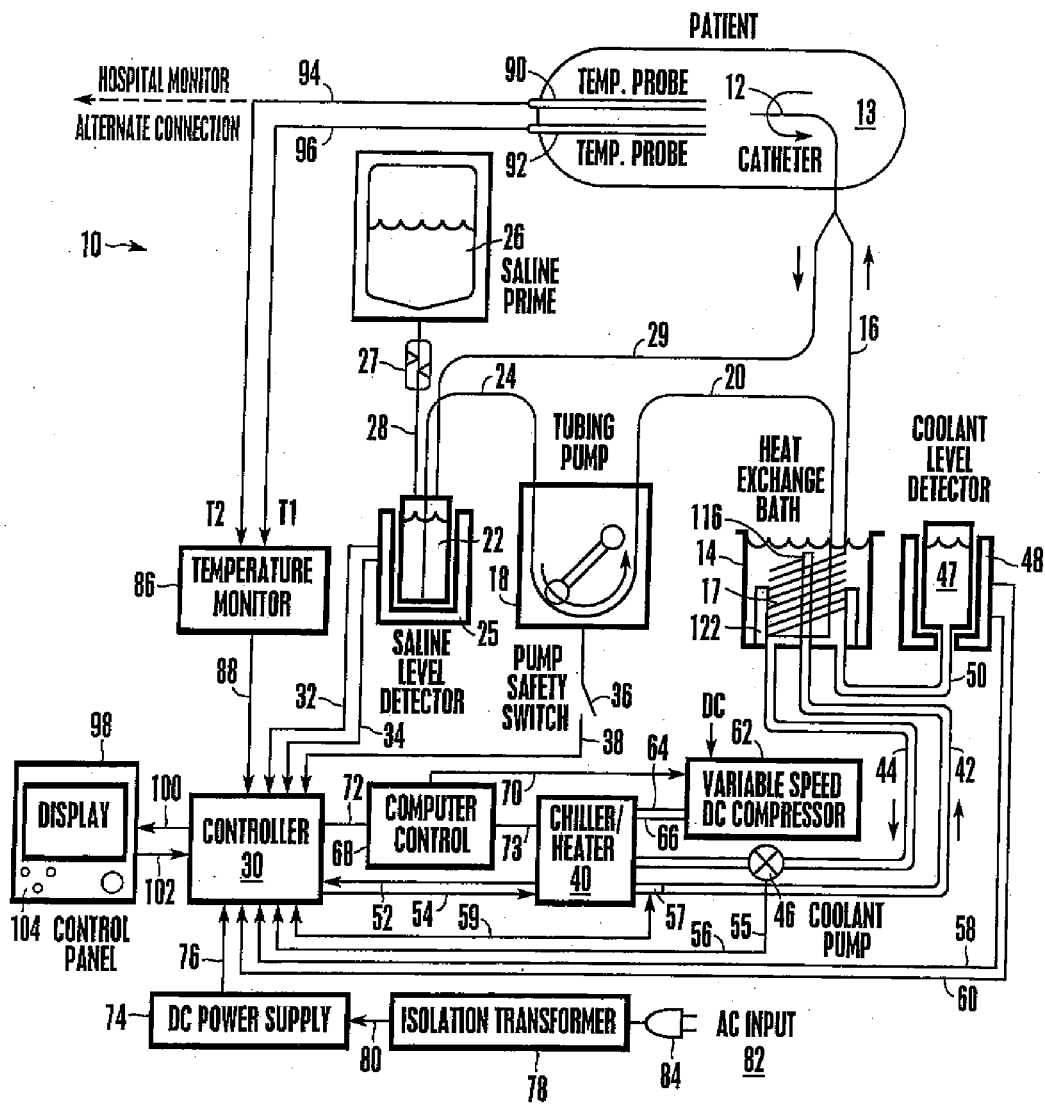 PATIENT
HOSPITAL MONITOR
ALTERNATE CONNECTION
94
96
90
TEMP. PROBE
92
TEMP. PROBE
12
13
CATHETER
10
26
SALINE
PRIME
27
28
29
24
20
16
TUBING
PUMP
HEAT
EXCHANGE
BATH
COOLANT
LEVEL
DETECTOR
T2
T1
86
TEMPERATURE
MONITOR
22
25
SALINE
LEVEL
DETECTOR
18
PUMP
SAFETY
SWITCH
36
38
116
14
17
122
47
48
50
88
32
34
98
DISPLAY
100
102
104
CONTROL
PANEL
CONTROLLER
30
72
68
COMPUTER
CONTROL
70
73
CHILLER/
HEATER
40
64
66
DC
62
VARIABLE SPEED
DC COMPRESSOR
44
42
52
54
59
57
56
55
46
COOLANT
PUMP
58
60
76
74
DC POWER SUPPLY
80
ISOLATION TRANSFORMER
78
84
AC INPUT
82